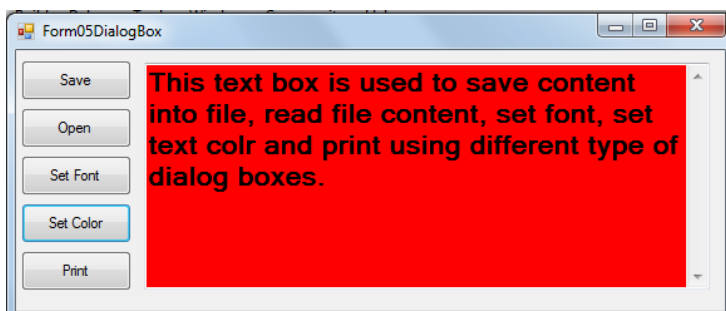 Form05DialogBox
Save
Open
Set Font
Set Color
Print
This text box is used to save content
into file, read file content, set font, set
text colr and print using different type of
dialog boxes.